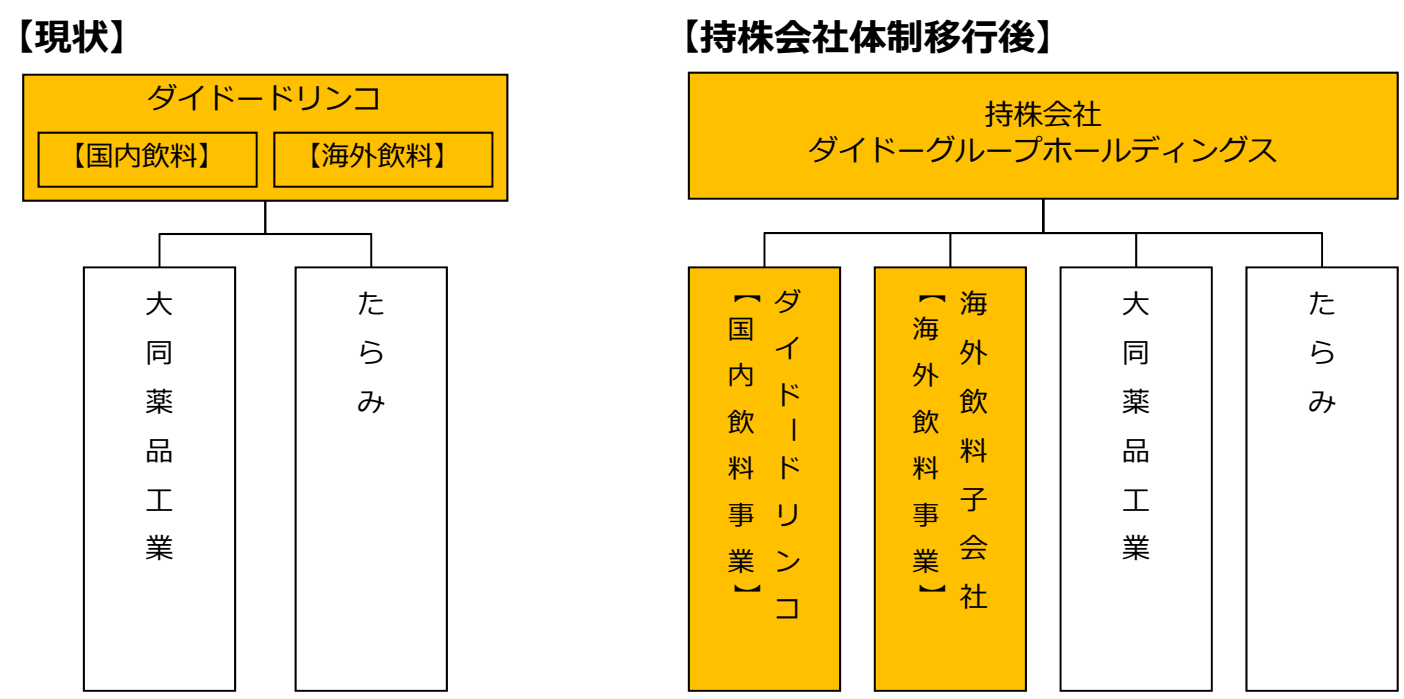 【現状】
ダイドードリンコ
【国内飲料】
【海外飲料】
大同薬品工業
たらみ
【持株会社体制移行後】
持株会社
ダイドーグループホールディングス
ダイドードリンコ
【国内飲料事業】
海外飲料子会社
【海外飲料事業】
大同薬品工業
たらみ